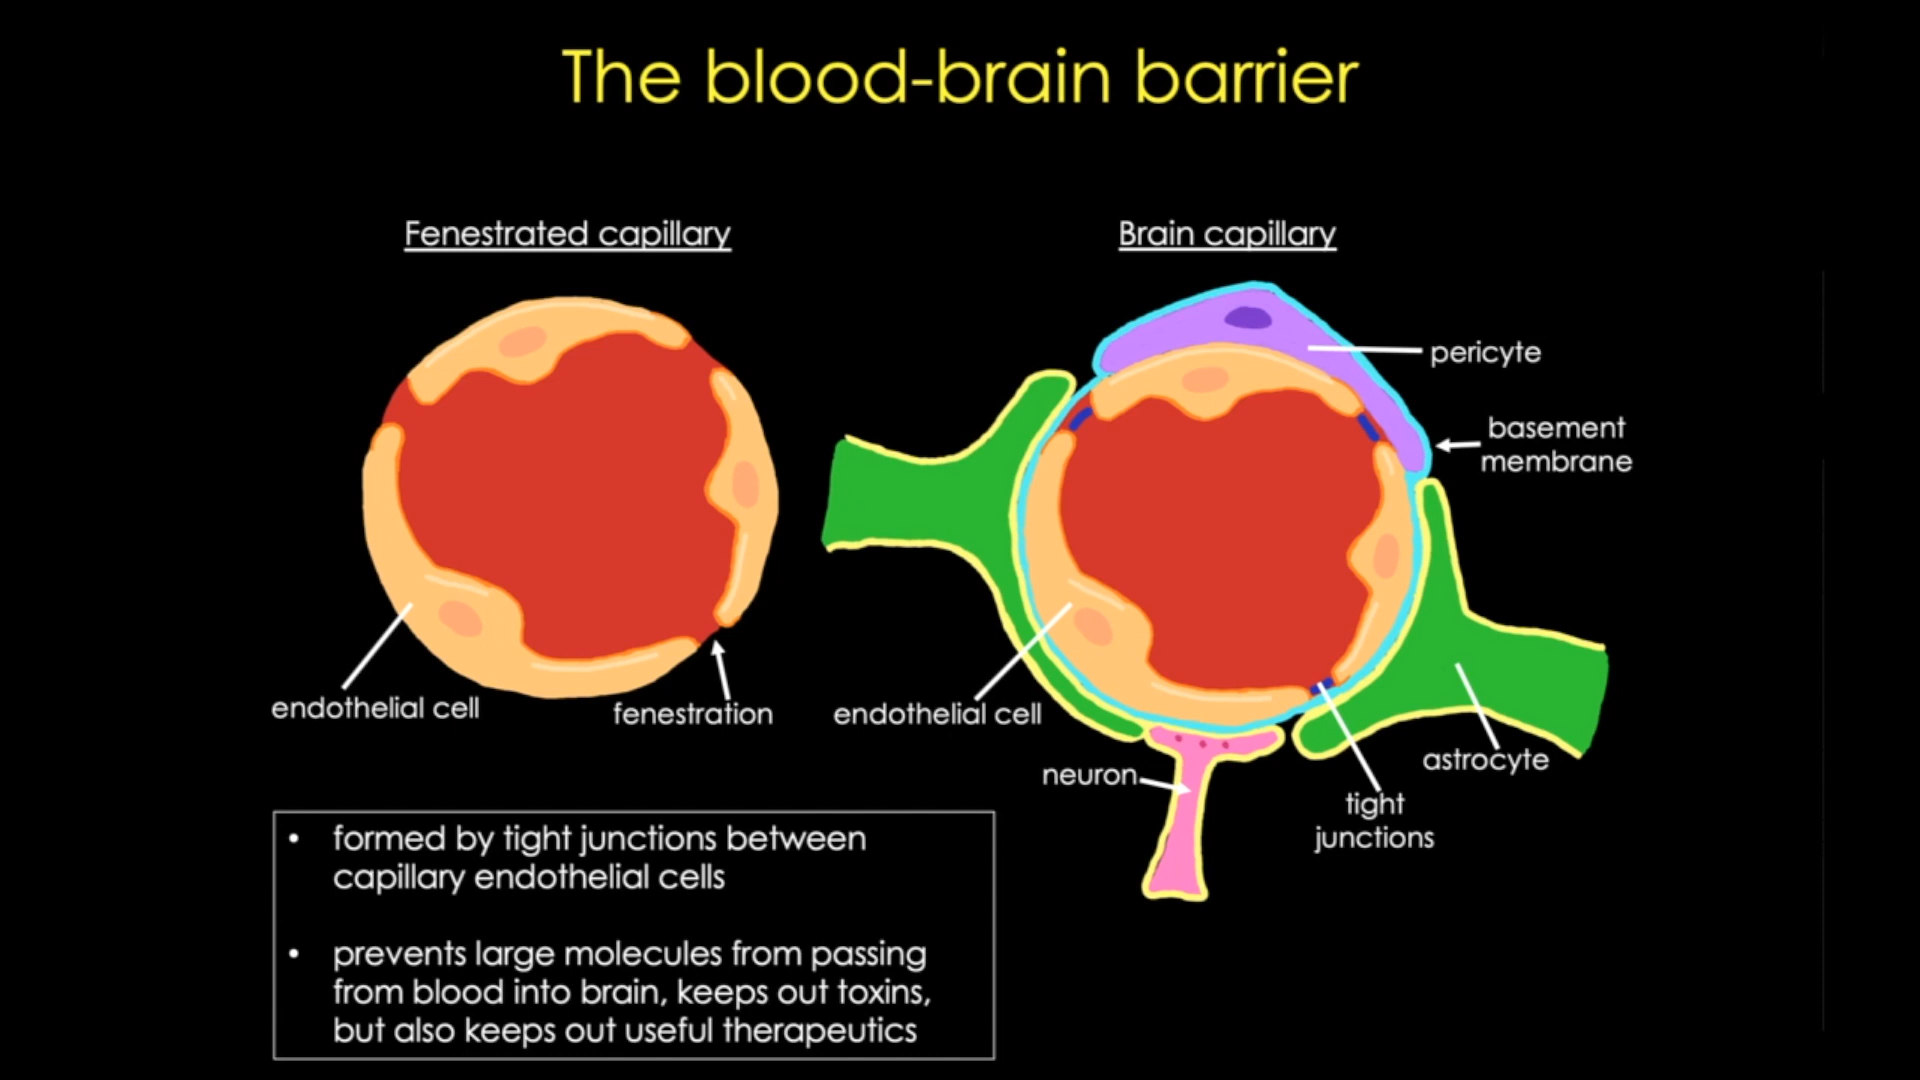 The blood-brain barrier
Fenestrated capillary
endothelial cell
fenestration
Brain capillary
pericyte
basement
membrane
endothelial cell
neuron
astrocyte
tight
junctions
• formed by tight junctions between
capillary endothelial cells
• prevents large molecules from passing
from blood into brain, keeps out toxins,
but also keeps out useful therapeutics